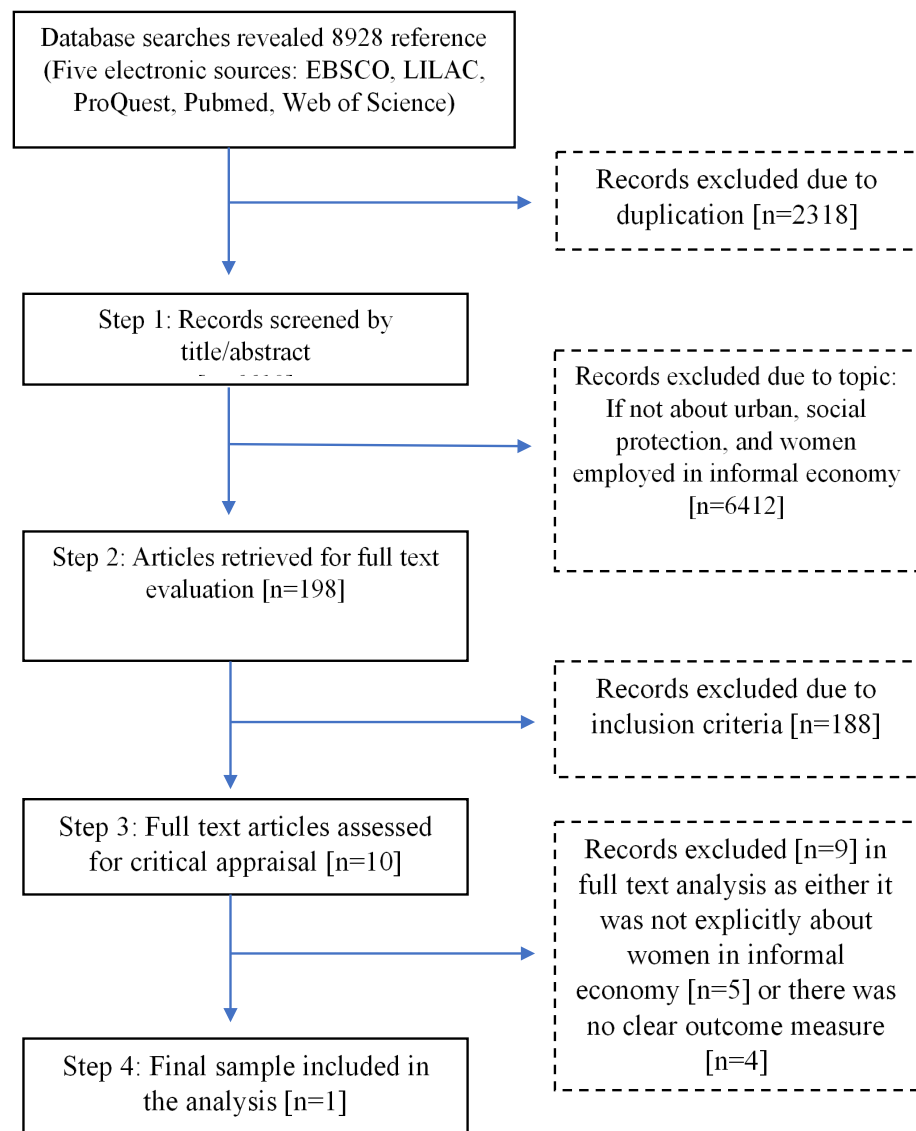 Database searches revealed 8928 reference
(Five electronic sources: EBSCO, LILAC,
ProQuest, Pubmed, Web of Science)
Records excluded due to
duplication [n=2318]
Step 1: Records screened by
title/abstract
Records excluded due to topic:
If not about urban, social
protection, and women
employed in informal economy
[n=6412]
Step 2: Articles retrieved for full text
evaluation [n=198]
Records excluded due to
inclusion criteria [n=188]
Step 3: Full text articles assessed
for critical appraisal [n=10]
Records excluded [n=9] in
full text analysis as either it
was not explicitly about
women in informal
economy [n=5] or there was
no clear outcome measure
[n=4]
Step 4: Final sample included in
the analysis [n=1]